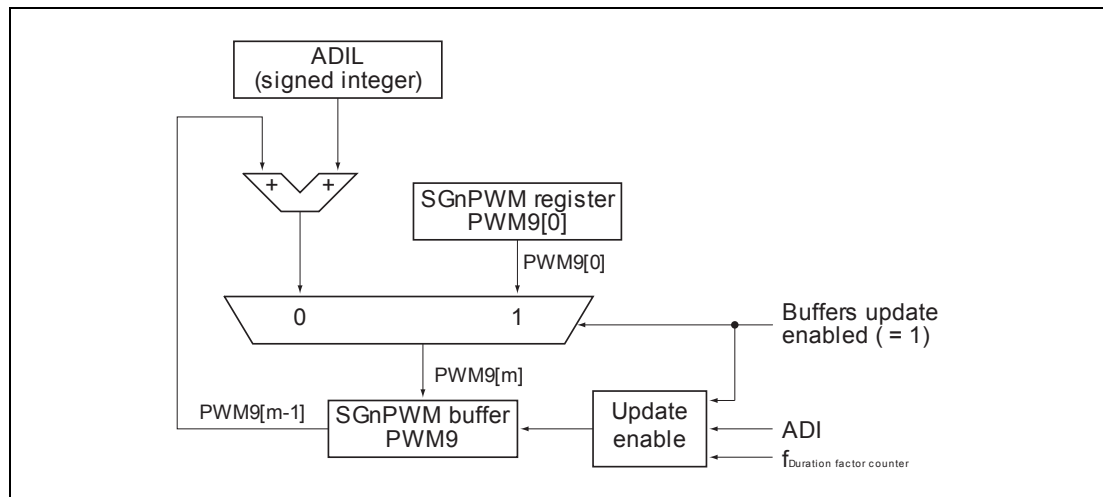 ADIL
(signed integer)
+ +
SGnPWM register
PWM9[0]
PWM9[0]
0 1
Buffers update
enabled ( = 1)
PWM9[m]
PWM9[m-1]
SGnPWM buffer
PWM9
Update
enable
ADI
fDuration factor counter